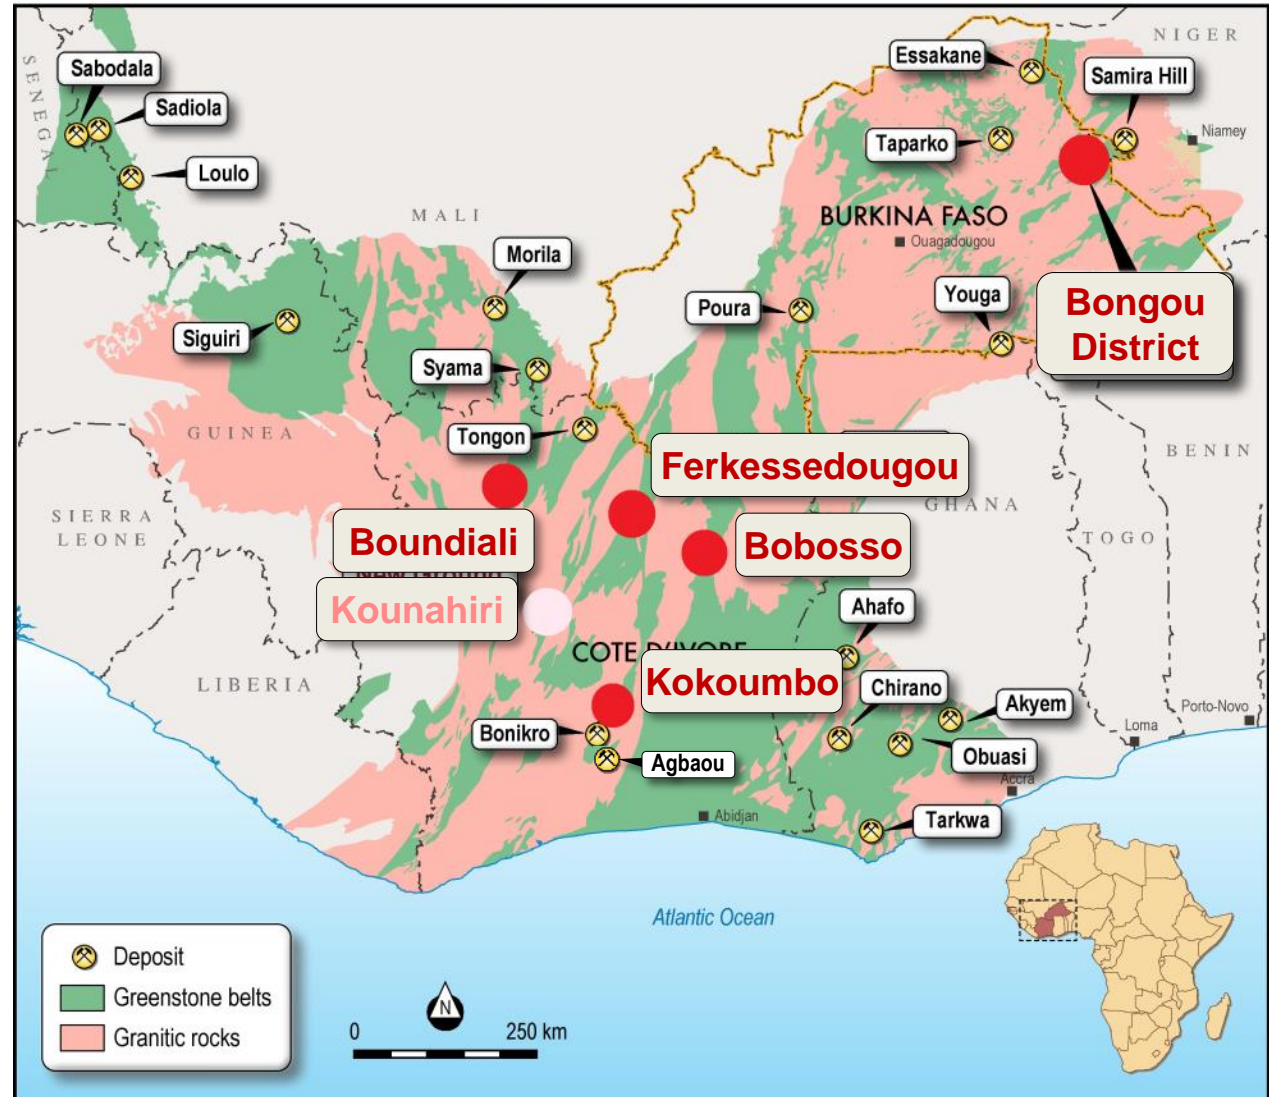 NIGER
Essakane
Sabodala
Samira Hill
SENEGAL
Sadiola
Niamey
Taparko
Loulo
MALI
BURKINA FASO
Ouagadougou
Morila
Youga
Bongou
District
Poura
Siguiri
Syama
GUINEA
Tongon
Ferkessedougou
BENIN
GHANA
SIERRA
LEONE
TOGO
Boundiali
Bobosso
Kounahiri
Ahafo
COTE D'IVORE
LIBERIA
Kokoumbo
Chirano
Akyem
Porto-Novo
Loma
Bonikro
Obuasi
Agbaou
Accra
Abidjan
Tarkwa
Atlantic Ocean
Deposit
Greenstone belts
Granitic rocks
N
0 250 km